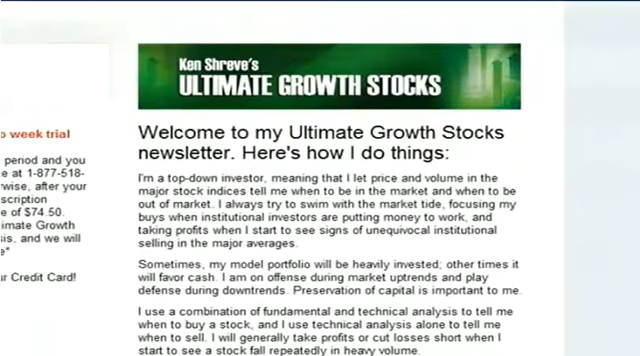 Ken Shreve's
ULTIMATE GROWTH STOCKS
Welcome to my Ultimate Growth Stocks
newsletter. Here's how I do things:
I'm a top-down investor, meaning that I let price and volume in the
major stock indices tell me when to be in the market and when to be
out of market. I always try to swim with the market tide, focusing my
buys when institutional investors are putting money to work, and
taking profits when I start to see signs of unequivocal institutional
selling in the major averages.
Sometimes, my model portfolio will be heavily invested; other times it
will favor cash. I am on offense during market uptrends and play
defense during downtrends. Preservation of capital is important to me.
I use a combination of fundamental and technical analysis to tell me
when to buy a stock, and I use technical analysis alone to tell me
when to sell. I will generally take profits or cut losses short when I
start to see a stock fall repeatedly in heavy volume.
o week trial
period and you
e at 1-877-518-
wise, after your
scription
e of $74.50.
imate Growth
sis, and we will
e"
ur Credit Card!